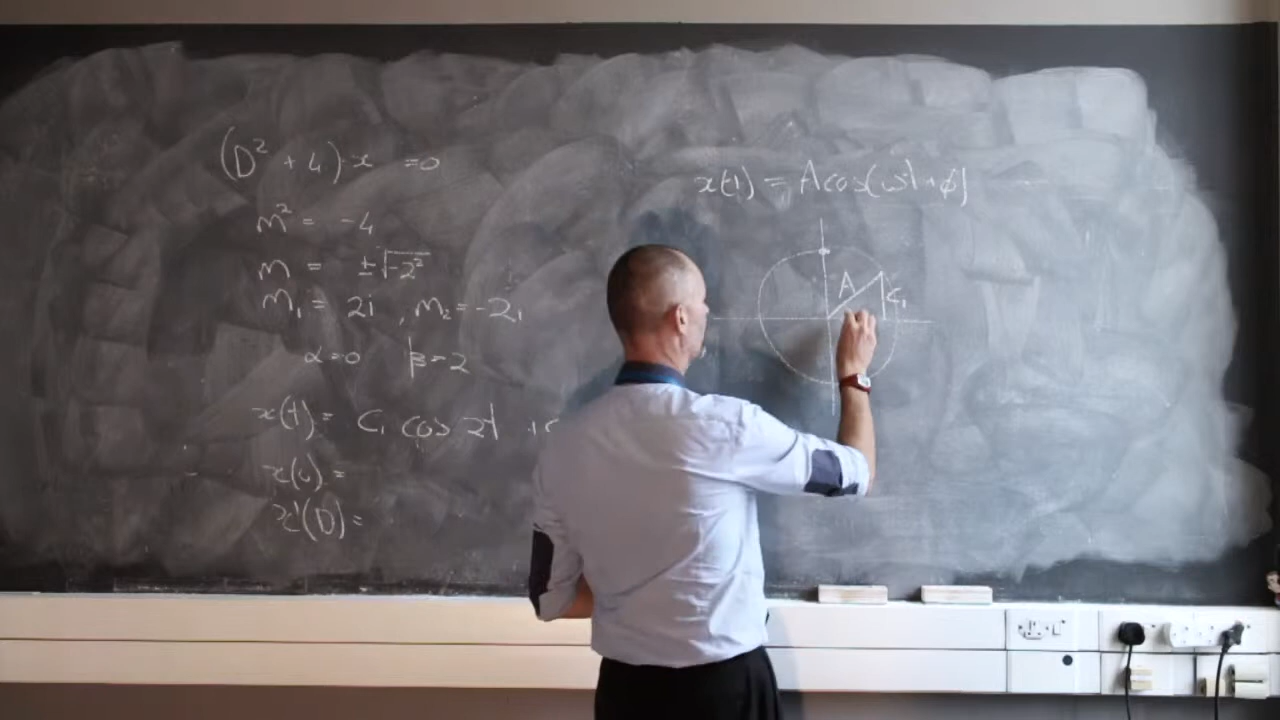 (D² + 4)·x = 0
m² = -4
m = ±√-2²
m₁ = 2i , m₂ = -2i
α=0 β=2
x(t) = C₁ cos 2t + C
x(0) =
x'(0) =
x(t) = A cos(ωt + φ)
A
C₁